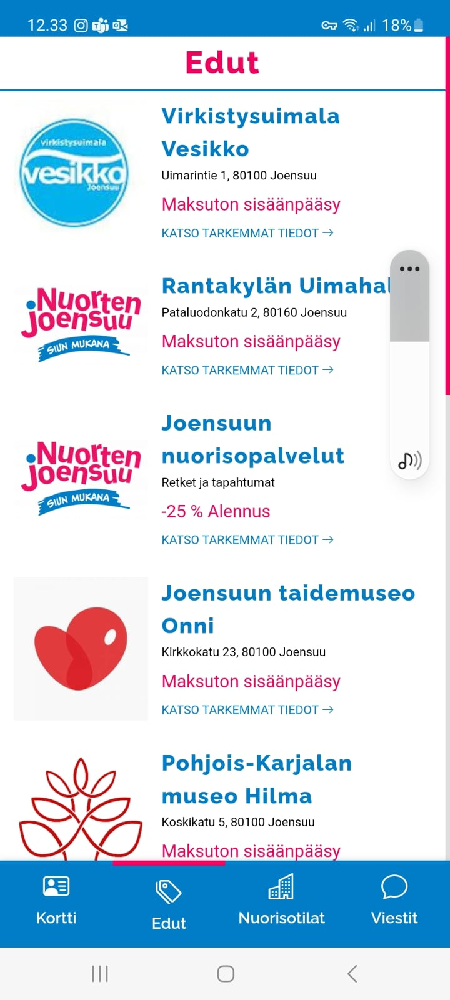 12.33
18%
Edut
virkistysuimala
vesikko
Joensuu
Virkistysuimala
Vesikko
Uimarintie 1, 80100 Joensuu
Maksuton sisäänpääsy
KATSO TARKEMMAT TIEDOT →
Nuorten
Joensuu
SIUN MUKANA
Rantakylän Uimahal
Pataluodonkatu 2, 80160 Joensuu
Maksuton sisäänpääsy
KATSO TARKEMMAT TIEDOT →
Nuorten
Joensuu
SIUN MUKANA
Joensuun
nuorisopalvelut
Retket ja tapahtumat
-25 % Alennus
KATSO TARKEMMAT TIEDOT →
Joensuun taidemuseo
Onni
Kirkkokatu 23, 80100 Joensuu
Maksuton sisäänpääsy
KATSO TARKEMMAT TIEDOT →
Pohjois-Karjalan
museo Hilma
Koskikatu 5, 80100 Joensuu
Maksuton sisäänpääsy
Kortti
Edut
Nuorisotilat
Viestit